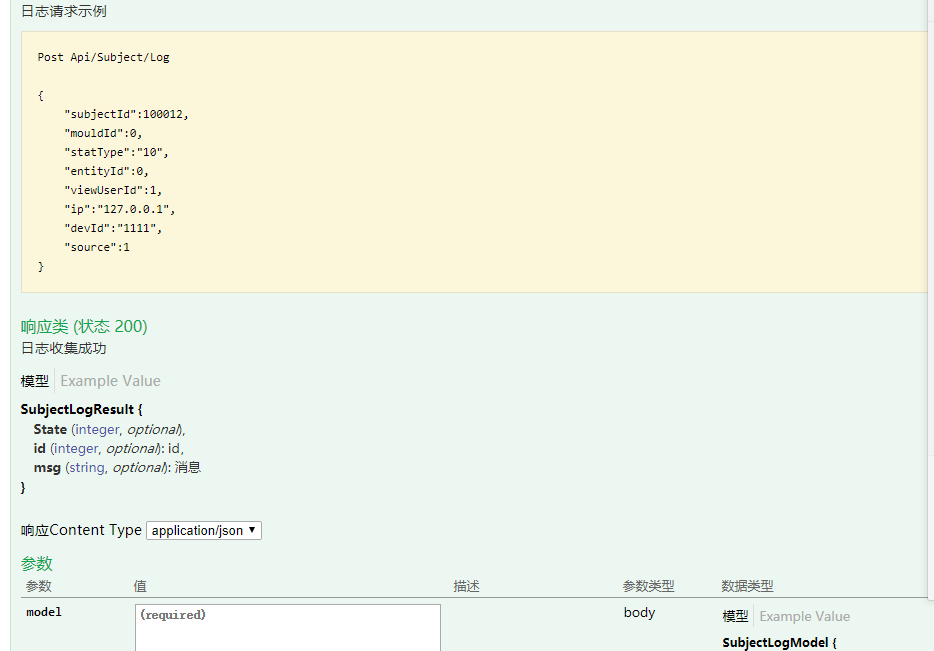 日志请求示例
Post Api/Subject/Log
{
"subjectId":100012,
"mouldId":0,
"statType":"10",
"entityId":0,
"viewUserId":1,
"ip":"127.0.0.1",
"devId":"1111",
"source":1
}
响应类 (状态 200)
日志收集成功
模型 Example Value
SubjectLogResult {
State (integer, optional),
id (integer, optional): id,
msg (string, optional): 消息
}
响应Content Type application/json ▼
参数
参数 值 描述 参数类型 数据类型
model (required) body 模型 Example Value
SubjectLogModel {